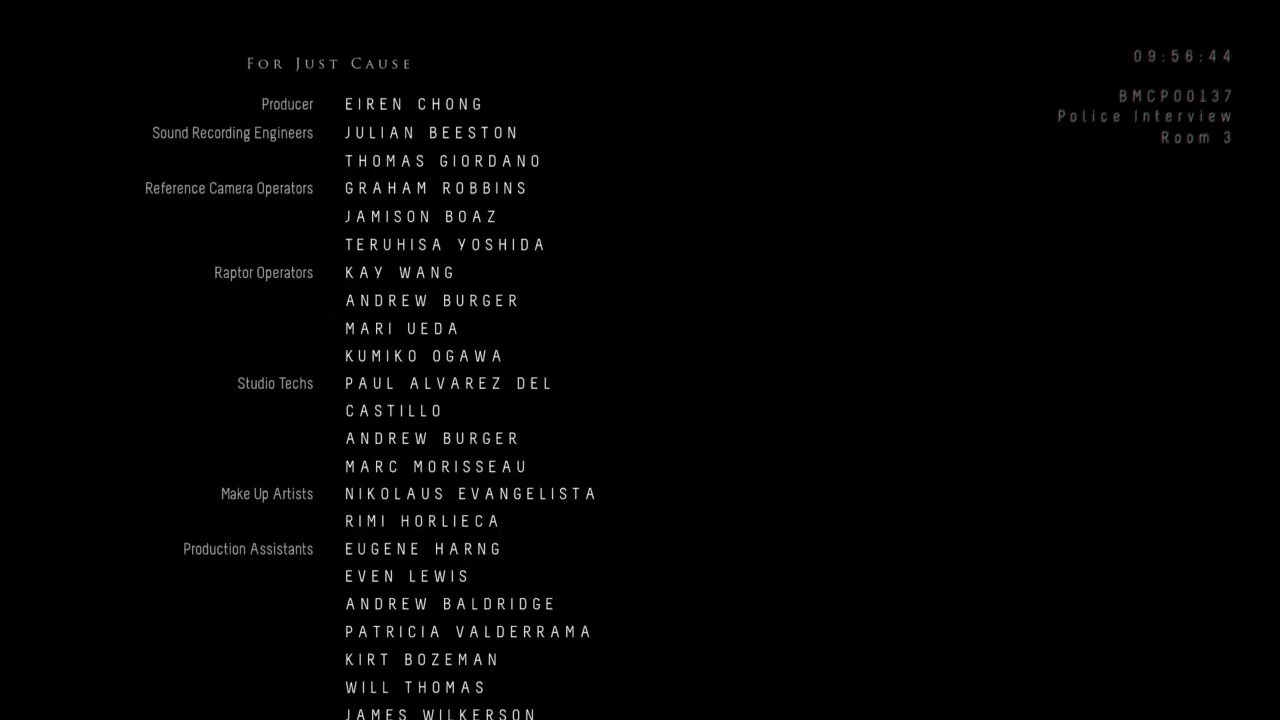 For Just Cause
Producer EIREN CHONG
Sound Recording Engineers JULIAN BEESTON
THOMAS GIORDANO
Reference Camera Operators GRAHAM ROBBINS
JAMISON BOAZ
TERUHISA YOSHIDA
Raptor Operators KAY WANG
ANDREW BURGER
MARI UEDA
KUMIKO OGAWA
Studio Techs PAUL ALVAREZ DEL
CASTILLO
ANDREW BURGER
MARC MORISSEAU
Make Up Artists NIKOLAUS EVANGELISTA
RIMI HORLIECA
Production Assistants EUGENE HARNG
EVEN LEWIS
ANDREW BALDRIDGE
PATRICIA VALDERRAMA
KIRT BOZEMAN
WILL THOMAS
JAMES WILKERSON
09:56:44
BMCP00137
Police Interview
Room 3